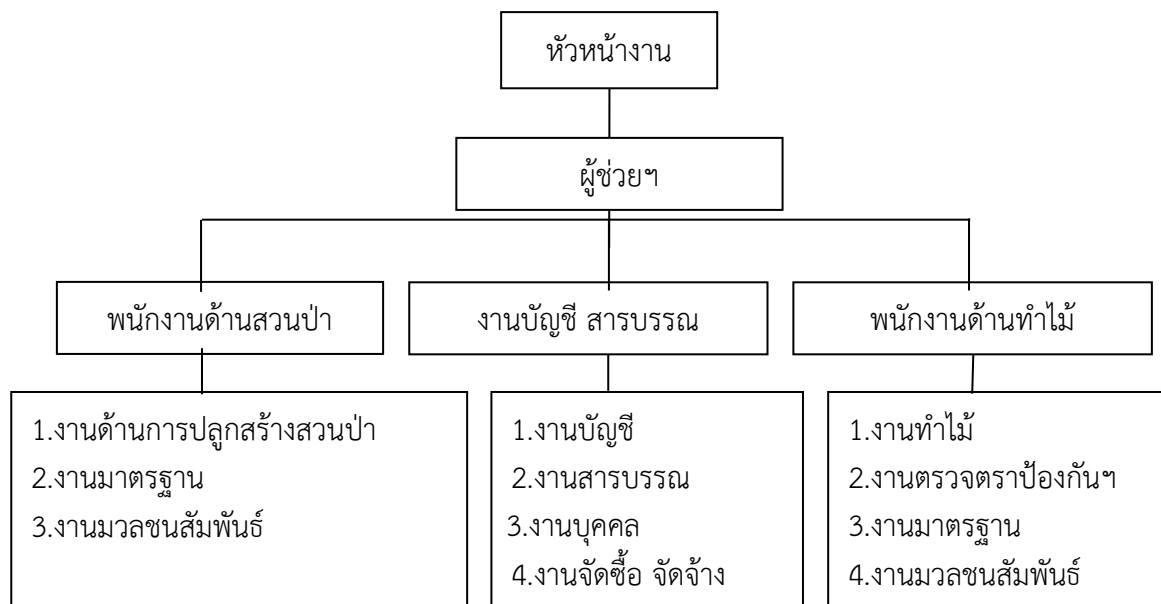 หัวหน้างาน
ผู้ช่วยฯ
พนักงานด้านสวนป่า
งานบัญชี สารบรรณ
พนักงานด้านทำไม้
1.งานด้านการปลูกสร้างสวนป่า
2.งานมาตรฐาน
3.งานมวลชนสัมพันธ์
1.งานบัญชี
2.งานสารบรรณ
3.งานบุคคล
4.งานจัดซื้อ จัดจ้าง
1.งานทำไม้
2.งานตรวจตราป้องกันฯ
3.งานมาตรฐาน
4.งานมวลชนสัมพันธ์